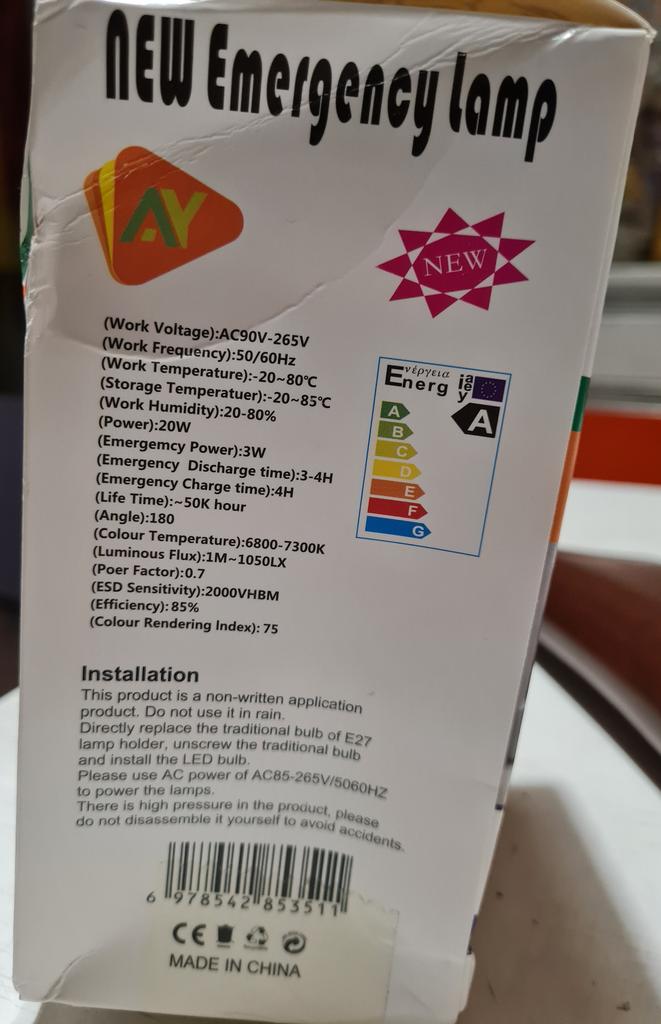 NEW Emergency Lamp
AY
NEW
(Work Voltage):AC90V-265V
(Work Frequency):50/60Hz
(Work Temperature):-20~80℃
(Storage Temperatuer):-20~85℃
(Work Humidity):20-80%
(Power):20W
(Emergemcy Power):3W
(Emergency Discharge time):3-4H
(Emergency Charge time):4H
(Life Time):~50K hour
(Angle):180
(Colour Temperature):6800-7300K
(Luminous Flux):1M~1050LX
(Poer Factor):0.7
(ESD Sensitivity):2000VHBM
(Efficiency): 85%
(Colour Rendering Index): 75
Energ
ενέργεια
ia
ie
y
A
A
B
C
D
E
F
G
Installation
This product is a non-written application
product. Do not use it in rain.
Directly replace the traditional bulb of E27
lamp holder, unscrew the traditional bulb
and install the LED bulb.
Please use AC power of AC85-265V/5060HZ
to power the lamps.
There is high pressure in the product, please
do not disassemble it yourself to avoid accidents.
6 978542 853511
CE
MADE IN CHINA